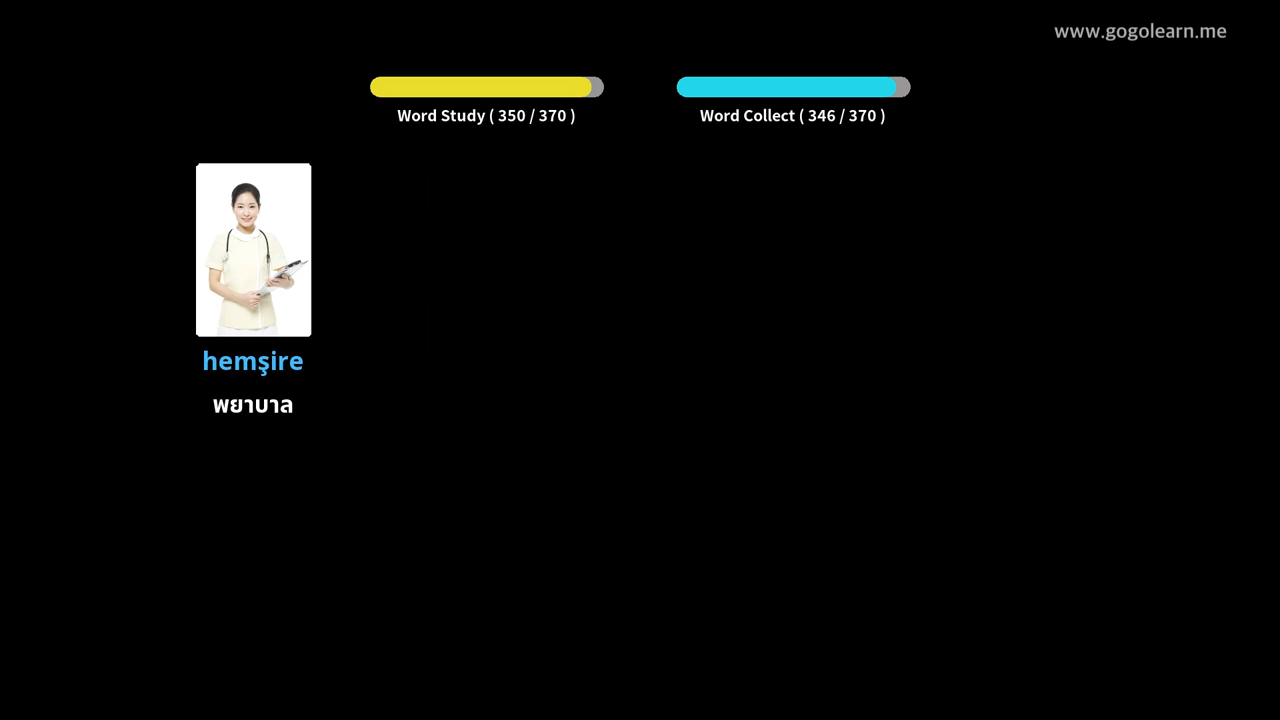 www.gogolearn.me
Word Study ( 350 / 370 )
Word Collect ( 346 / 370 )
hemşire
พยาบาล